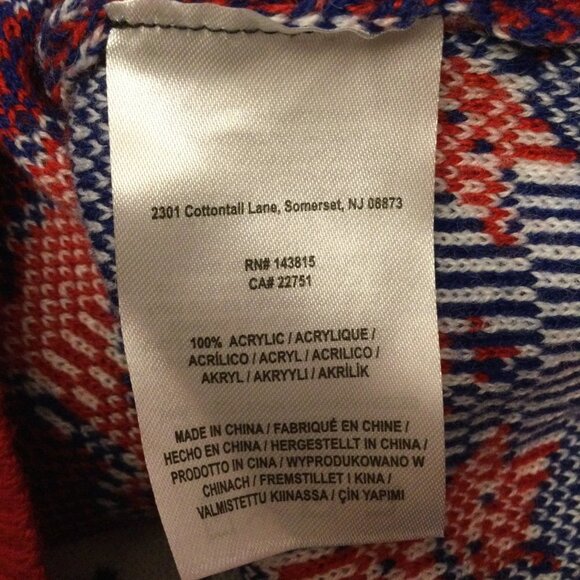 2301 Cottontail Lane, Somerset, NJ 08873
RN# 143815
CA# 22751
100% ACRYLIC / ACRYLIQUE /
ACRÍLICO / ACRYL / ACRILICO /
AKRYL / AKRYYLI / AKRİLİK
MADE IN CHINA / FABRIQUÉ EN CHINE /
HECHO EN CHINA / HERGESTELLT IN CHINA /
PRODOTTO IN CINA / WYPRODUKOWANO W
CHINACH / FREMSTILLET I KINA /
VALMISTETTU KIINASSA / ÇİN YAPIMI